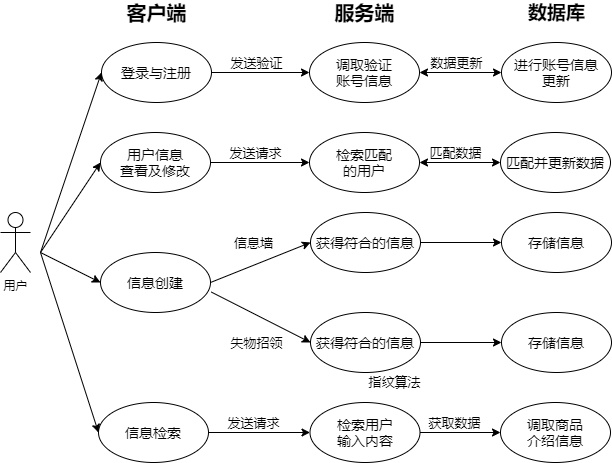 客户端
服务端
数据库
登录与注册
发送验证
调取验证
账号信息
数据更新
进行账号信息
更新
用户信息
查看及修改
发送请求
检索匹配
的用户
匹配数据
匹配并更新数据
用户
信息创建
信息墙
获得符合的信息
存储信息
失物招领
获得符合的信息
存储信息
指纹算法
信息检索
发送请求
检索用户
输入内容
获取数据
调取商品
介绍信息